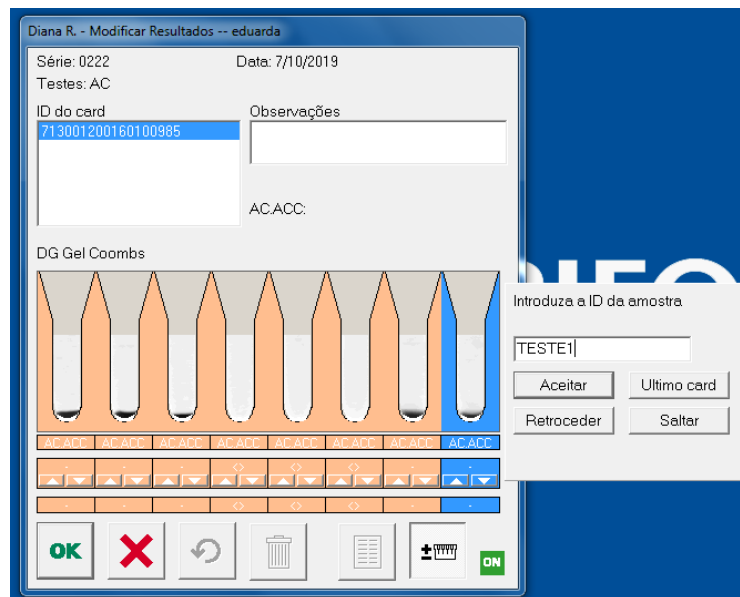 Diana R. - Modificar Resultados -- eduarda
Série: 0222 Data: 7/10/2019
Testes: AC
ID do card Observações
713001200160100985
AC.ACC:
DG Gel Coombs
AC.ACC AC.ACC AC.ACC AC.ACC AC.ACC AC.ACC AC.ACC AC.ACC
- - - <> <> <> - -
- - - <> <> <> - -
OK ± ON
Introduza a ID da amostra
TESTE1
Aceitar Ultimo card
Retroceder Saltar